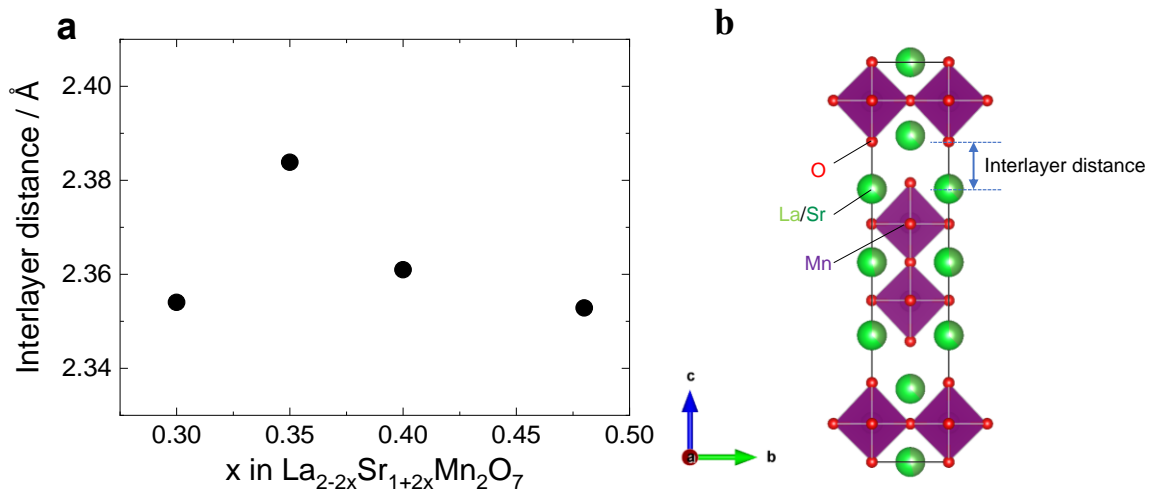 a
Interlayer distance / Å
2.40
2.38
2.36
2.34
0.30
0.35
0.40
0.45
0.50
x in La2-2xSr1+2xMn2O7
b
O
La/Sr
Mn
Interlayer distance
c
a
b